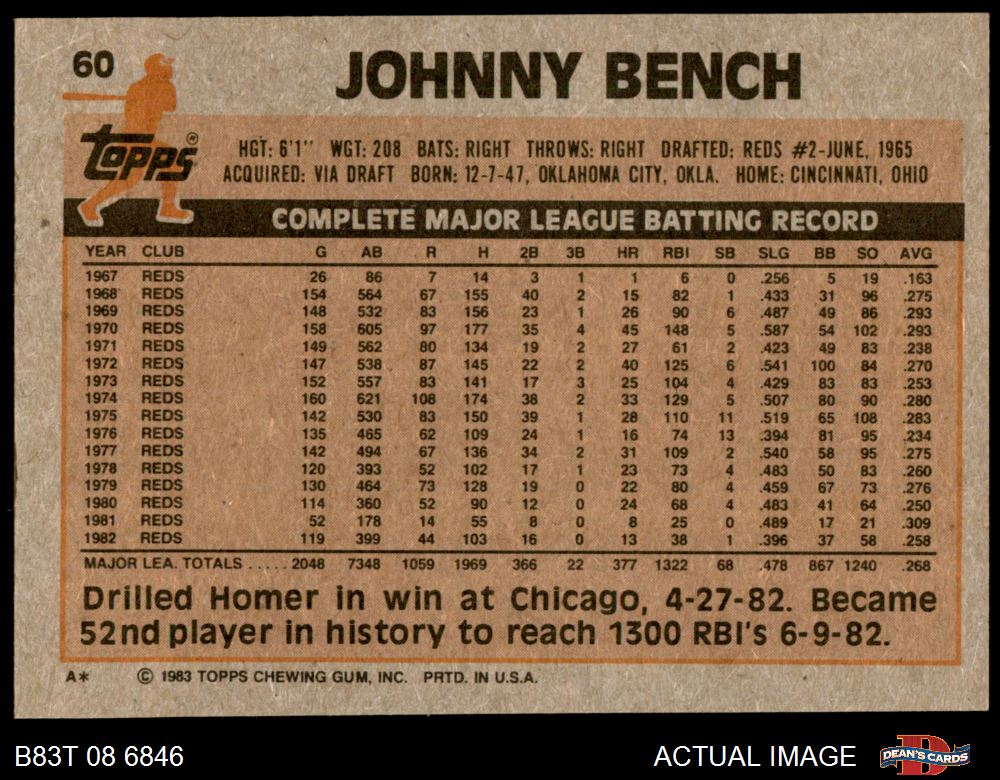 60
JOHNNY BENCH
topps®
HGT: 6'1'' WGT: 208 BATS: RIGHT THROWS: RIGHT DRAFTED: REDS #2-JUNE, 1965
ACQUIRED: VIA DRAFT BORN: 12-7-47, OKLAHOMA CITY, OKLA. HOME: CINCINNATI, OHIO
COMPLETE MAJOR LEAGUE BATTING RECORD
YEAR CLUB G AB R H 2B 3B HR RBI SB SLG BB SO AVG
1967 REDS 26 86 7 14 3 1 1 6 0 .256 5 19 .163
1968 REDS 154 564 67 155 40 2 15 82 1 .433 31 96 .275
1969 REDS 148 532 83 156 23 1 26 90 6 .487 49 86 .293
1970 REDS 158 605 97 177 35 4 45 148 5 .587 54 102 .293
1971 REDS 149 562 80 134 19 2 27 61 2 .423 49 83 .238
1972 REDS 147 538 87 145 22 2 40 125 6 .541 100 84 .270
1973 REDS 152 557 83 141 17 3 25 104 4 .429 83 83 .253
1974 REDS 160 621 108 174 38 2 33 129 5 .507 80 90 .280
1975 REDS 142 530 83 150 39 1 28 110 11 .519 65 108 .283
1976 REDS 135 465 62 109 24 1 16 74 13 .394 81 95 .234
1977 REDS 142 494 67 136 34 2 31 109 2 .540 58 95 .275
1978 REDS 120 393 52 102 17 1 23 73 4 .483 50 83 .260
1979 REDS 130 464 73 128 19 0 22 80 4 .459 67 73 .276
1980 REDS 114 360 52 90 12 0 24 68 4 .483 41 64 .250
1981 REDS 52 178 14 55 8 0 8 25 0 .489 17 21 .309
1982 REDS 119 399 44 103 16 0 13 38 1 .396 37 58 .258
MAJOR LEA. TOTALS ..... 2048 7348 1059 1969 366 22 377 1322 68 .478 867 1240 .268
Drilled Homer in win at Chicago, 4-27-82. Became
52nd player in history to reach 1300 RBI's 6-9-82.
A* © 1983 TOPPS CHEWING GUM, INC. PRTD. IN U.S.A.
B83T 08 6846 ACTUAL IMAGE DEAN'S CARDS